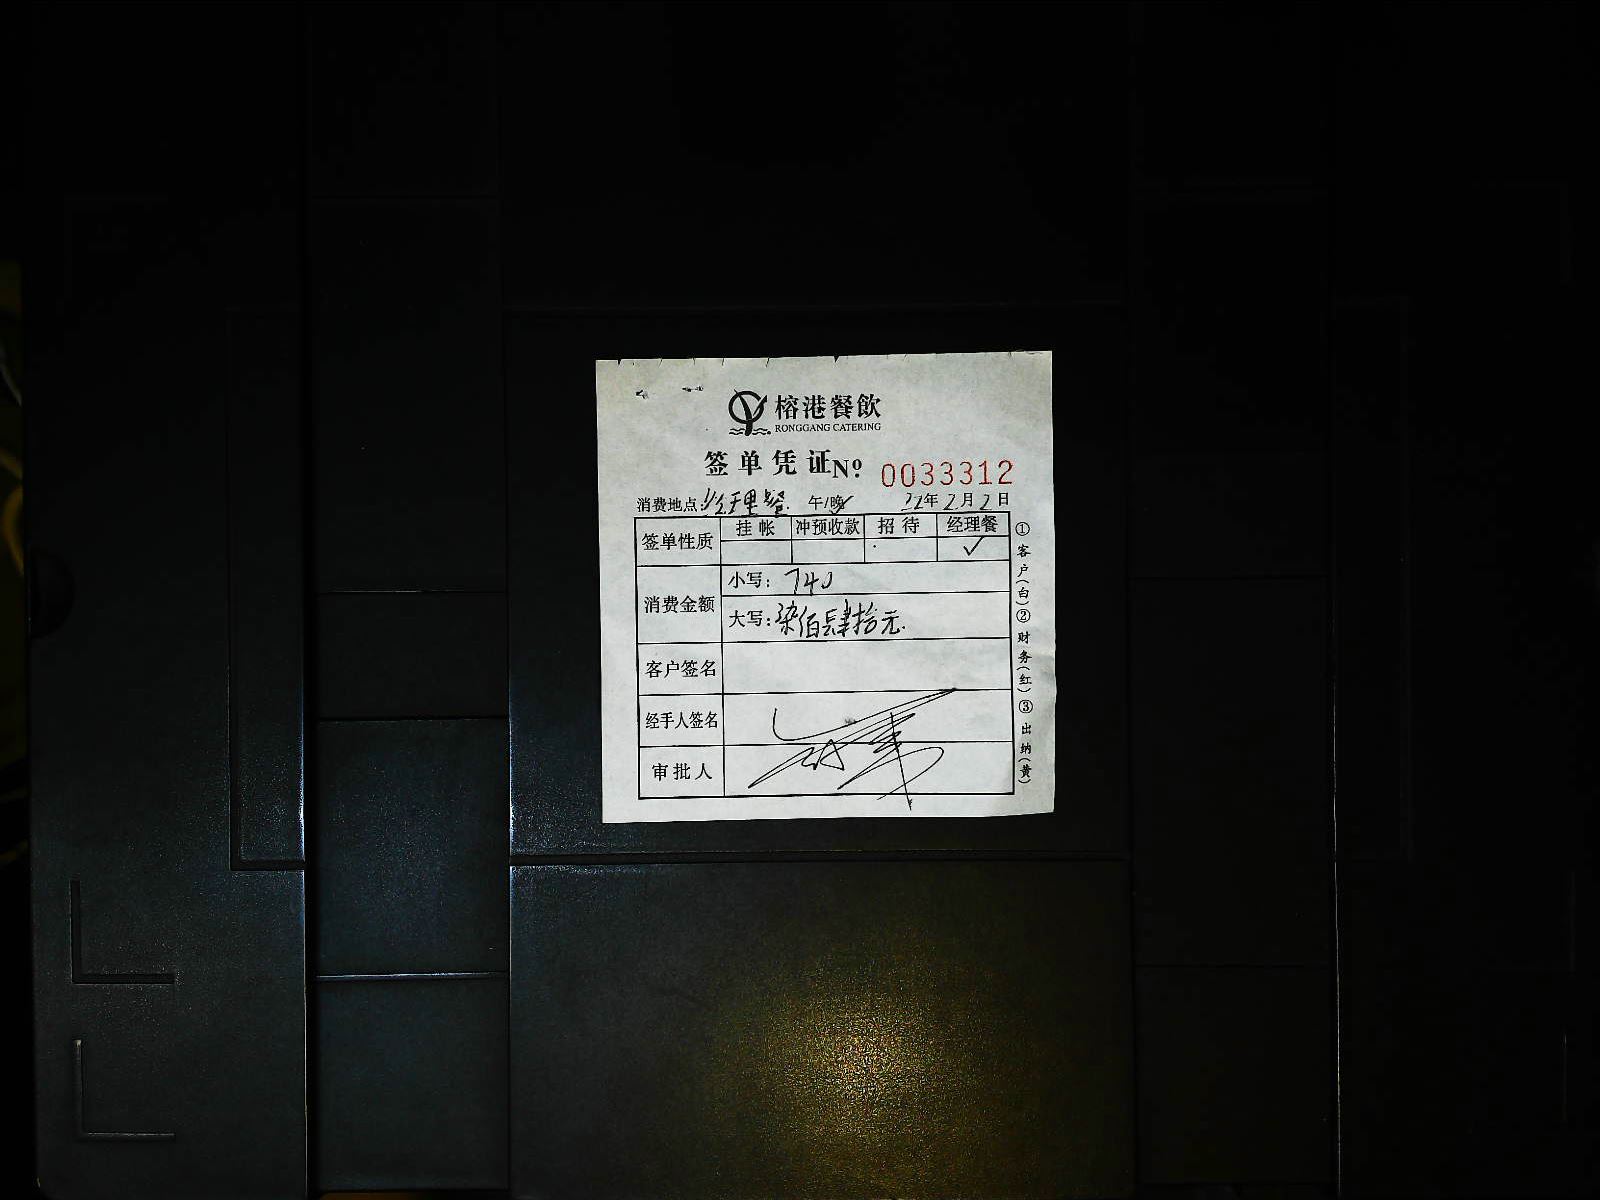 榕港餐飲
RONGGANG CATERING
签单凭证 Nº 0033312
消费地点: 经理餐 午/晚 22年2月2日
签单性质 挂帐 冲预收款 招待 经理餐
✓
消费金额 小写: 740
大写: 柒佰肆拾元.
客户签名
经手人签名
审批人
①客户(白)②财务(红)③出纳(黄)